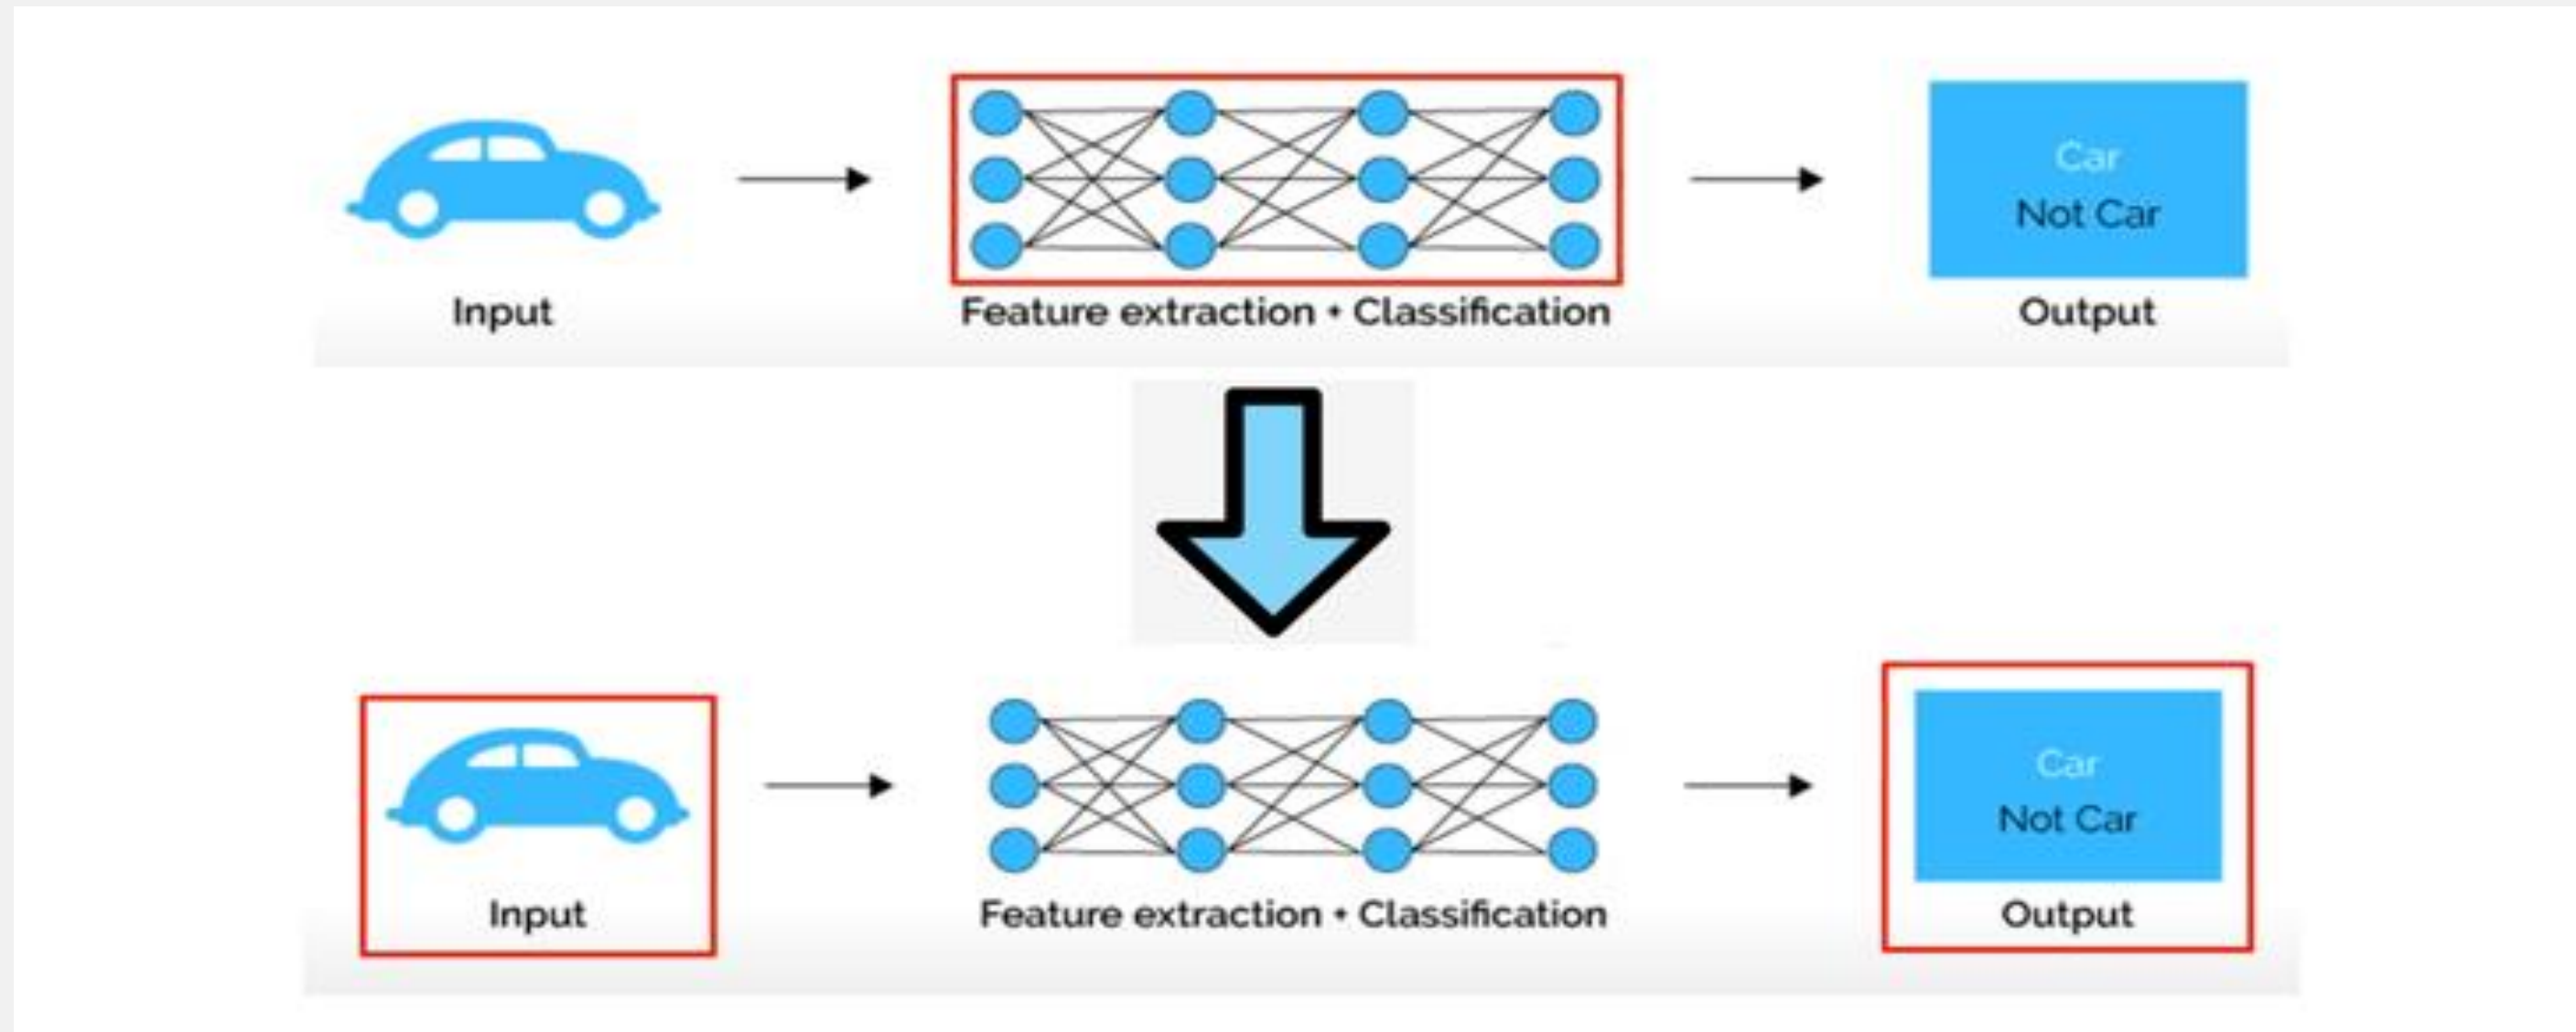 Car
Not Car
Input
Feature extraction + Classification
Output
Car
Not Car
Input
Feature extraction + Classification
Output